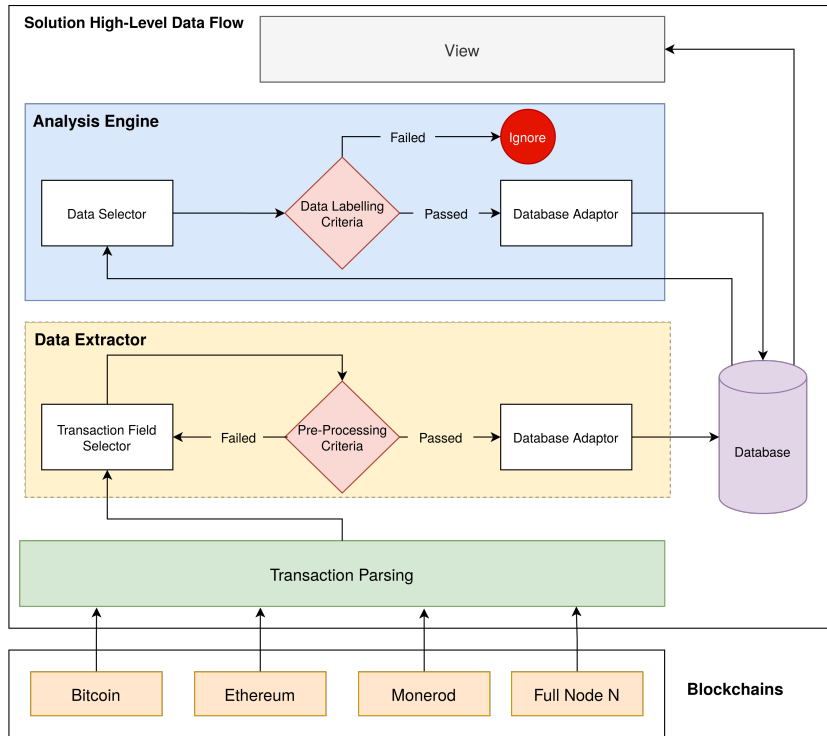 Solution High-Level Data Flow
View
Analysis Engine
Failed
Ignore
Data Selector
Data Labelling
Criteria
Passed
Database Adaptor
Data Extractor
Transaction Field
Selector
Failed
Pre-Processing
Criteria
Passed
Database Adaptor
Database
Transaction Parsing
Bitcoin
Ethereum
Monerod
Full Node N
Blockchains